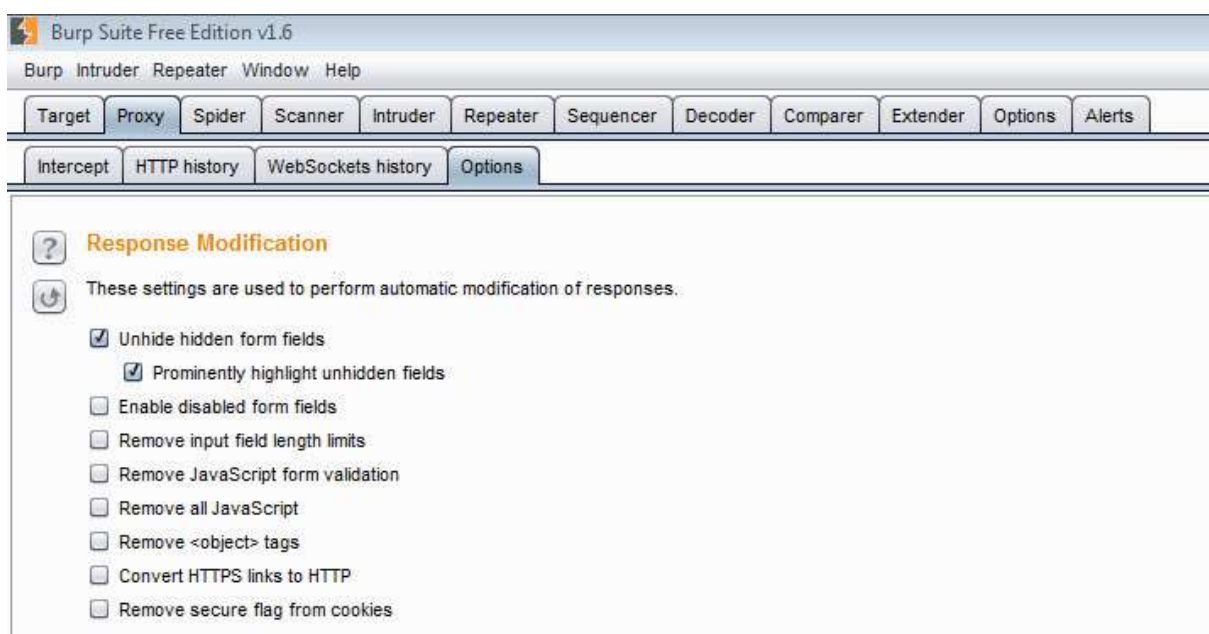 Burp Suite Free Edition v1.6
Burp Intruder Repeater Window Help
Target Proxy Spider Scanner Intruder Repeater Sequencer Decoder Comparer Extender Options Alerts
Intercept HTTP history WebSockets history Options
? Response Modification
These settings are used to perform automatic modification of responses.
Unhide hidden form fields
Prominently highlight unhidden fields
Enable disabled form fields
Remove input field length limits
Remove JavaScript form validation
Remove all JavaScript
Remove <object> tags
Convert HTTPS links to HTTP
Remove secure flag from cookies